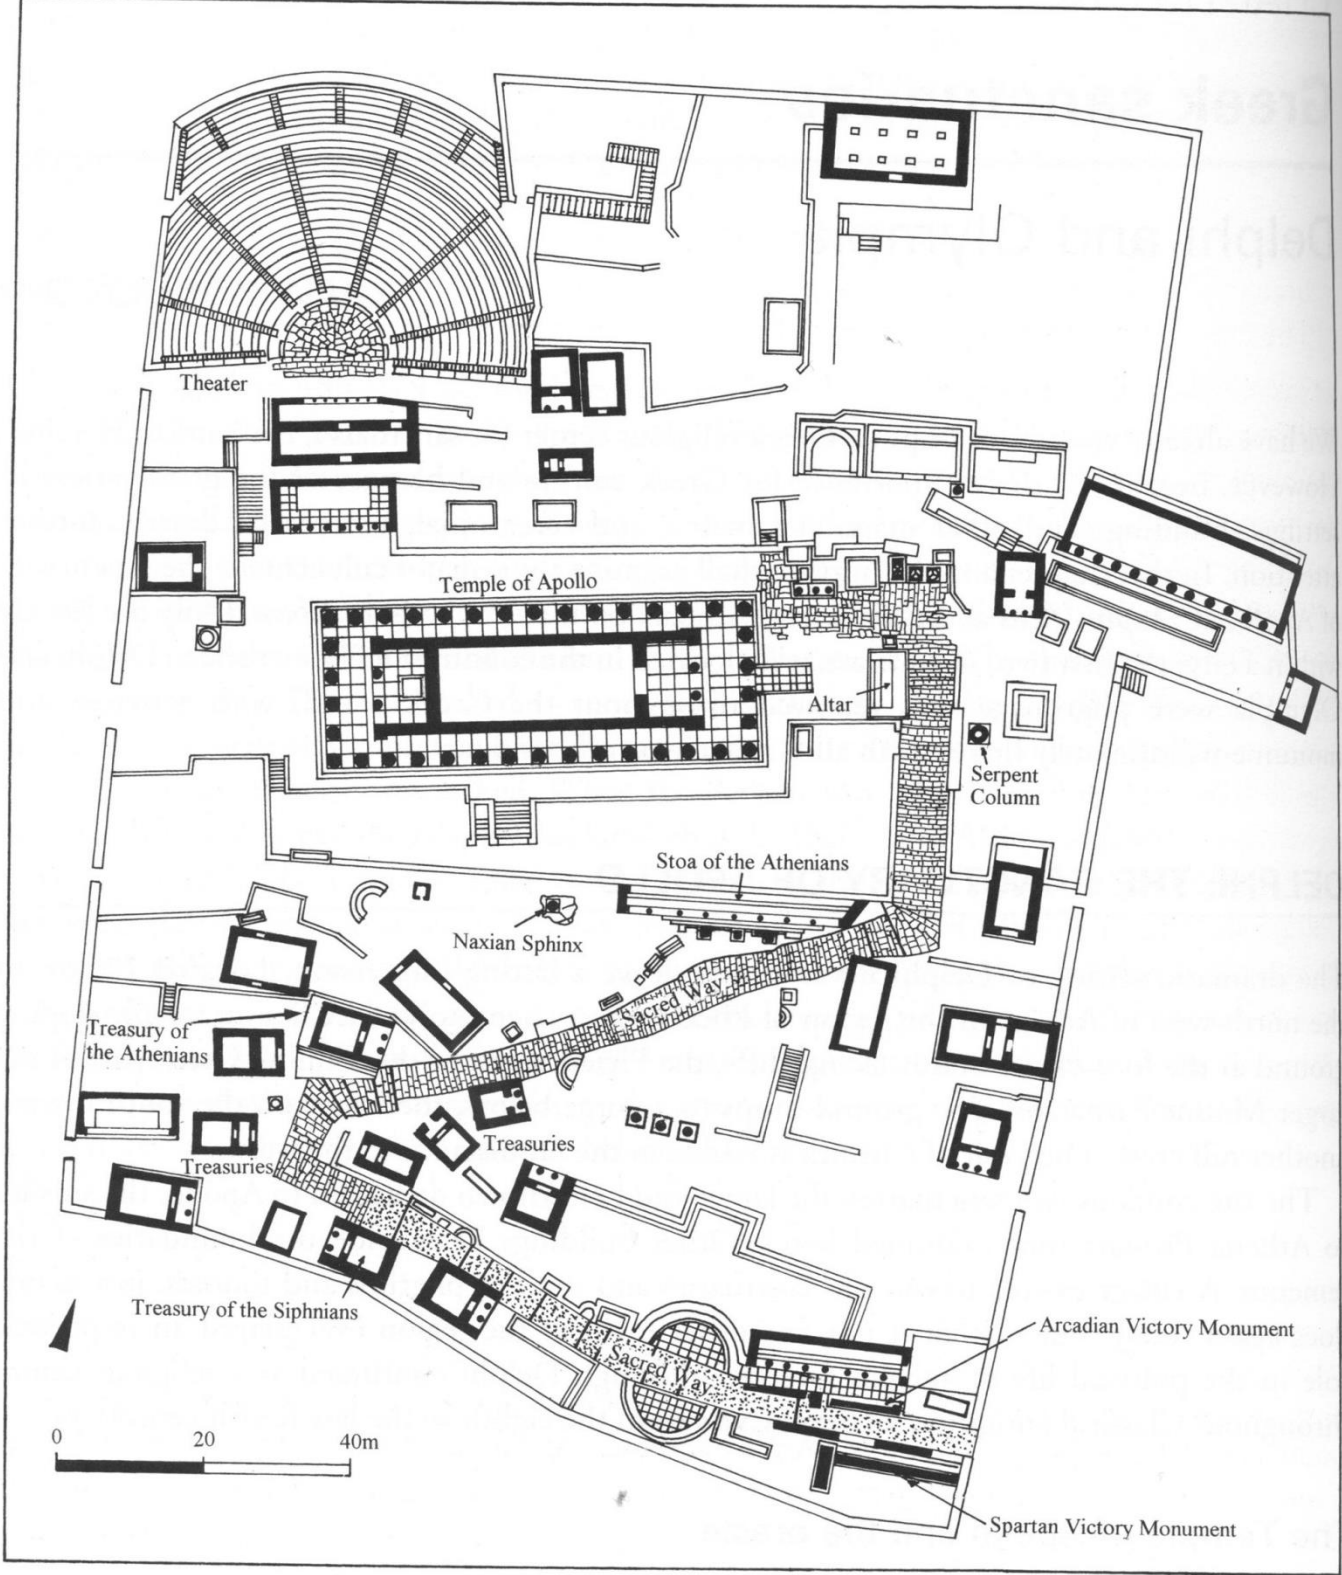 Theater
Temple of Apollo
Altar
Serpent
Column
Stoa of the Athenians
Naxian Sphinx
Sacred Way
Treasury of
the Athenians
Treasuries
Treasuries
Treasury of the Siphnians
Arcadian Victory Monument
Sacred Way
0 20 40m
Spartan Victory Monument